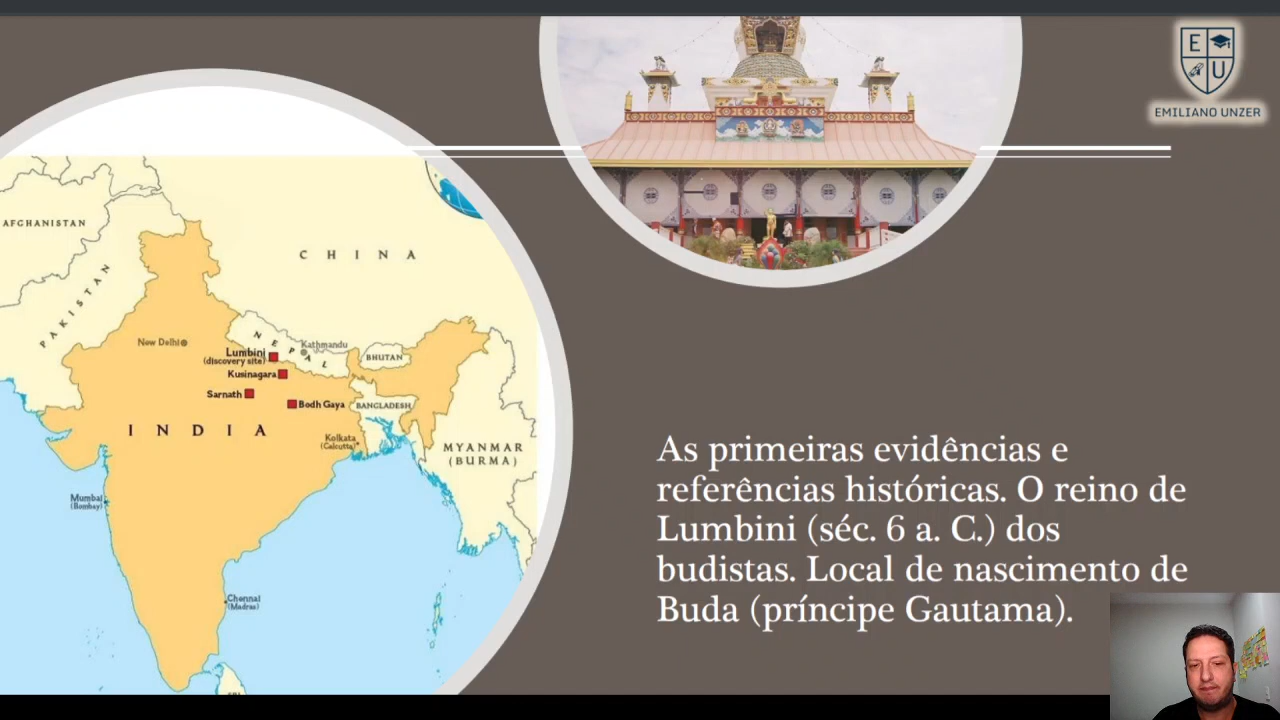 E
U
EMILIANO UNZER
AFGHANISTAN
CHINA
PAKISTAN
New Delhi
NEPAL
Kathmandu
Lumbini
(discovery site)
BHUTAN
Kusinagara
Sarnath
Bodh Gaya
BANGLADESH
INDIA
Kolkata
(Calcutta)
MYANMAR
(BURMA)
Mumbai
(Bombay)
Chennai
(Madras)
As primeiras evidências e
referências históricas. O reino de
Lumbini (séc. 6 a. C.) dos
budistas. Local de nascimento de
Buda (príncipe Gautama).